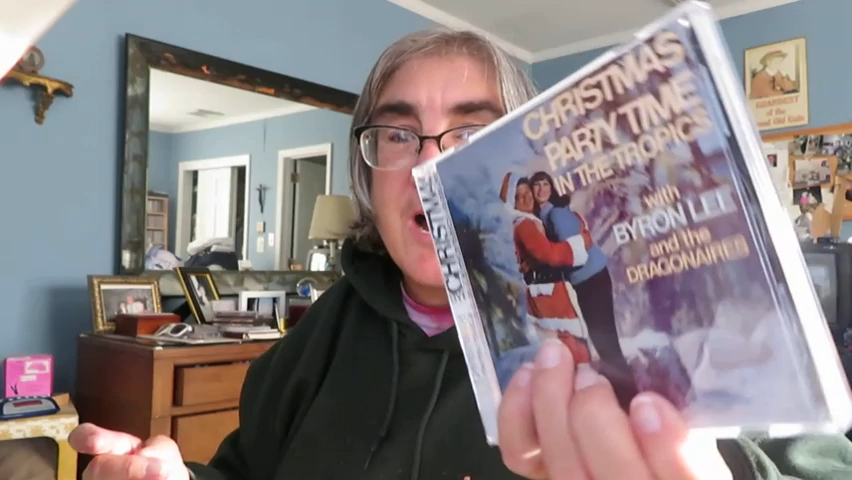 CHRISTMAS
PARTY TIME
IN THE TROPICS
with
BYRON LEE
and the
DRAGONAIRES
CHRISTMAS